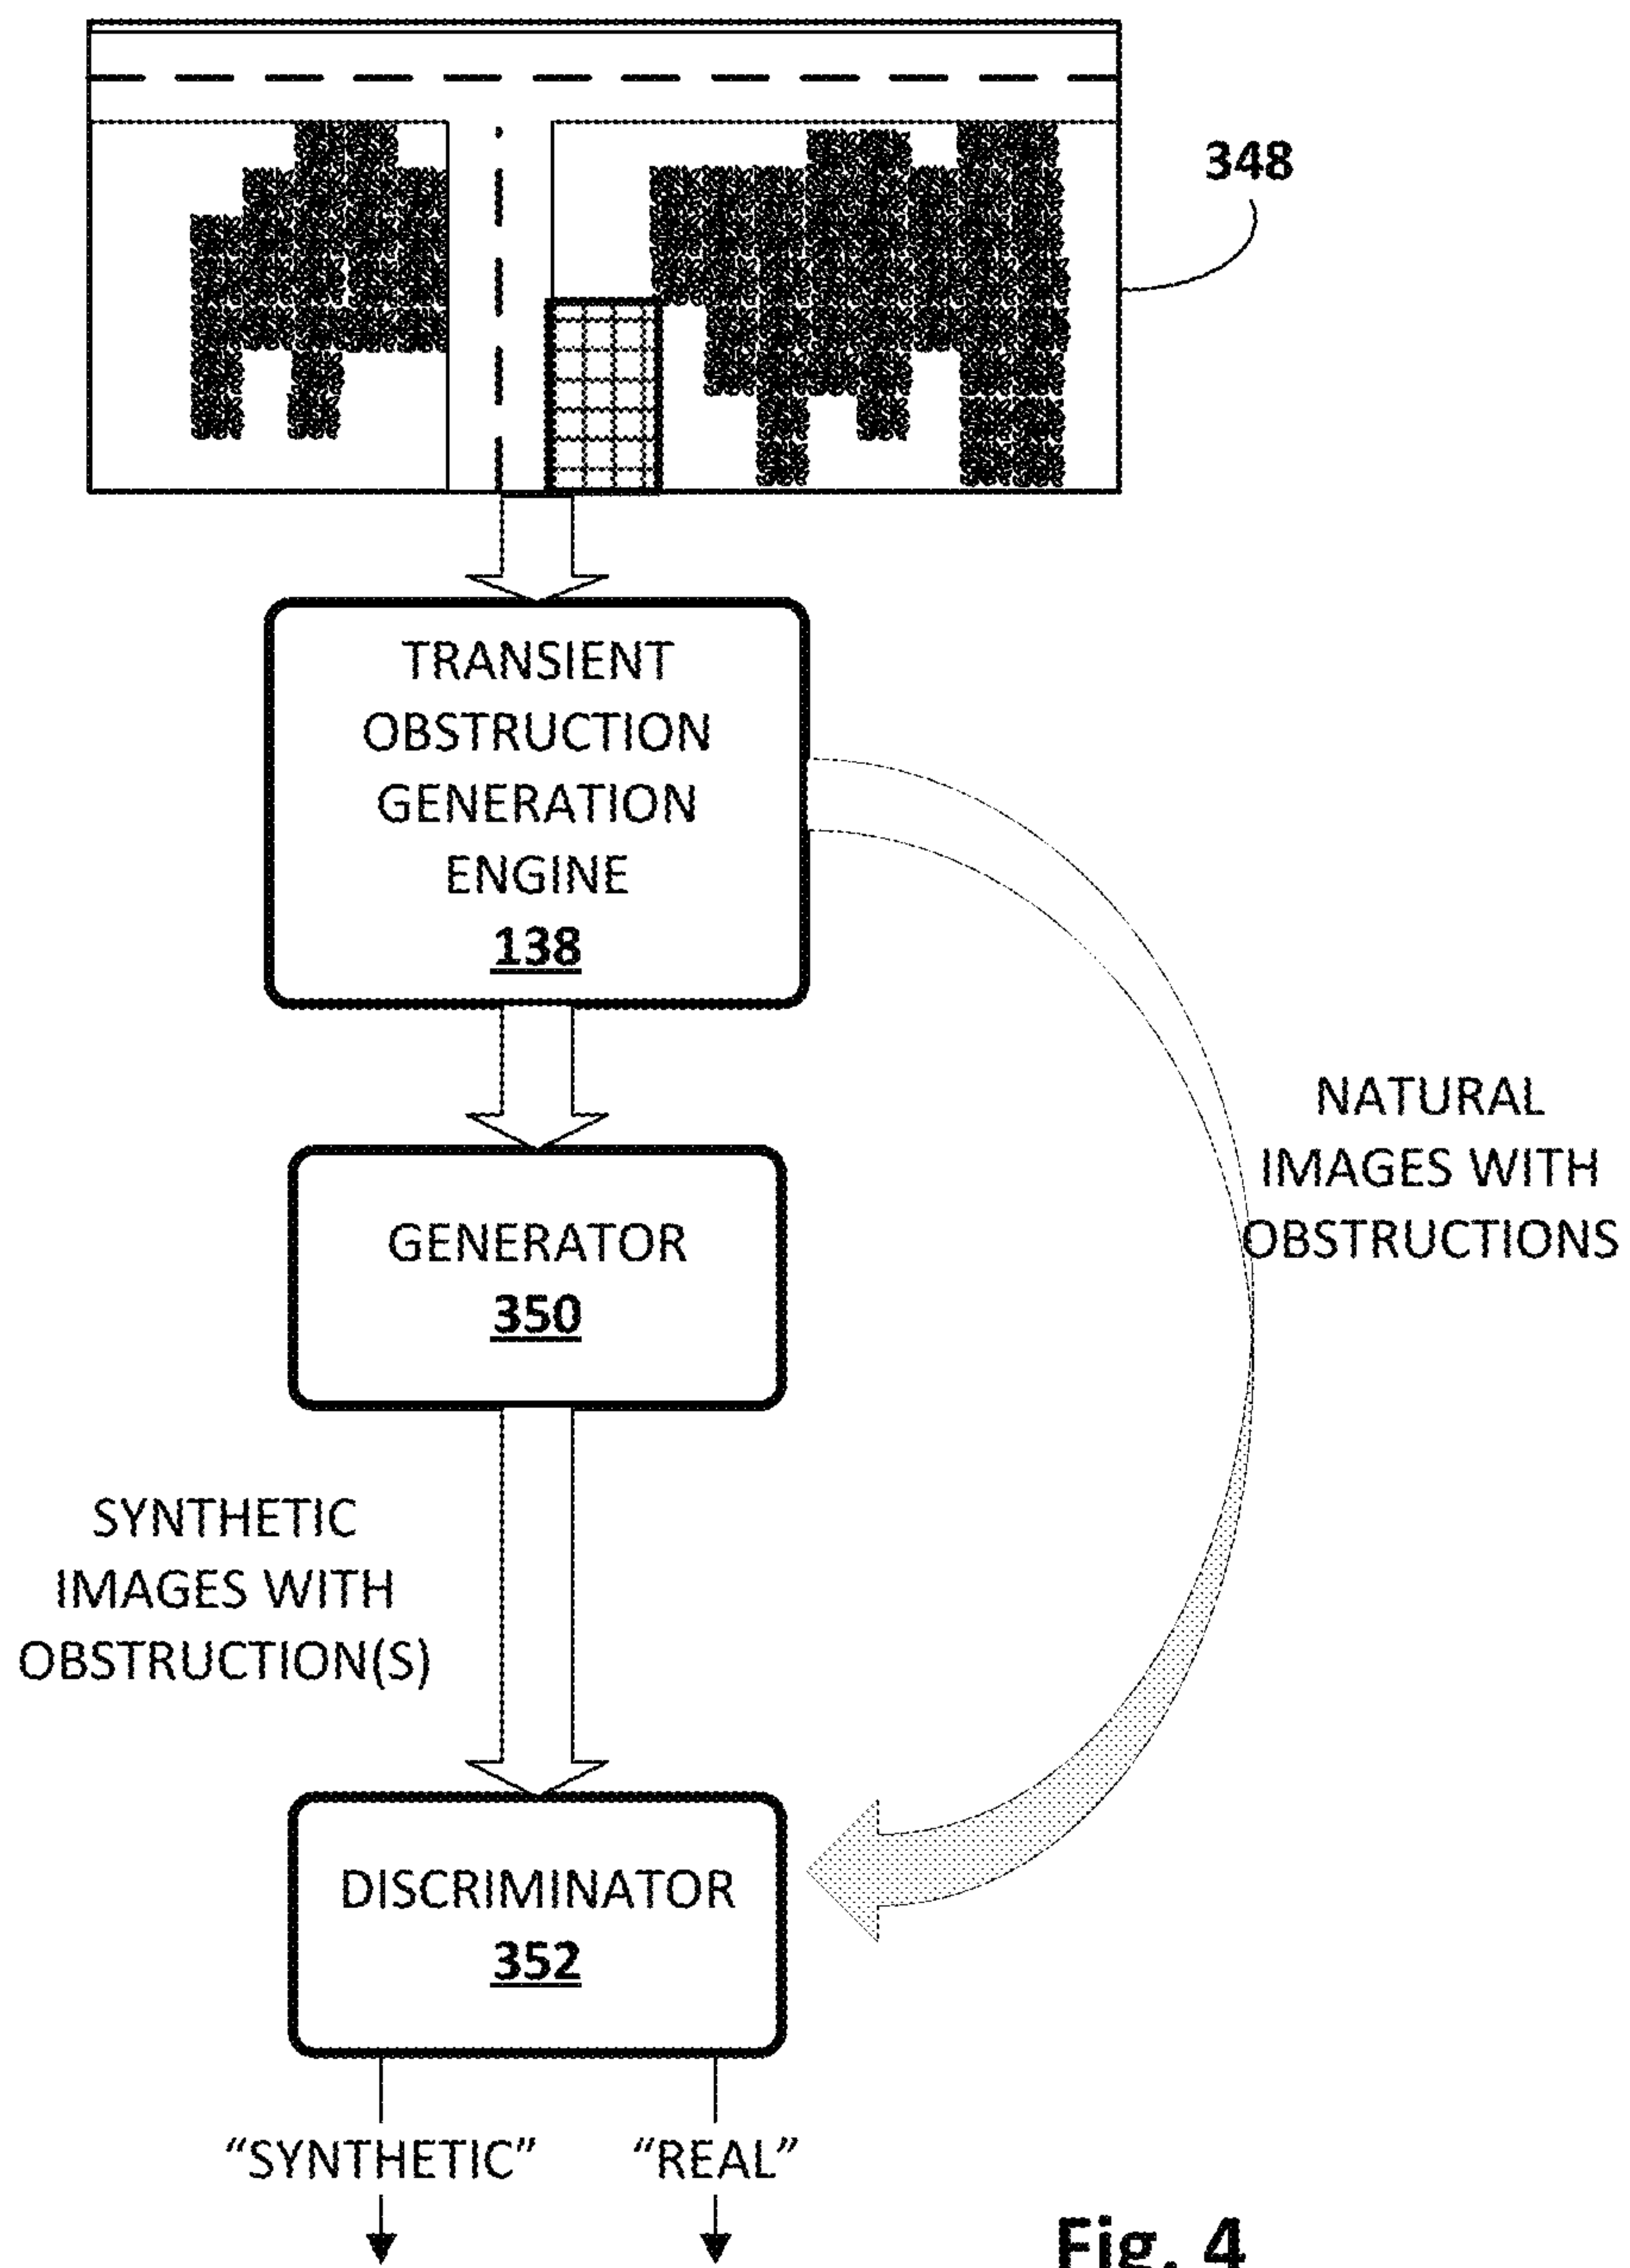 348
TRANSIENT
OBSTRUCTION
GENERATION
ENGINE
138
NATURAL
IMAGES WITH
OBSTRUCTIONS
GENERATOR
350
SYNTHETIC
IMAGES WITH
OBSTRUCTION(S)
DISCRIMINATOR
352
“SYNTHETIC” “REAL”
Fig. 4